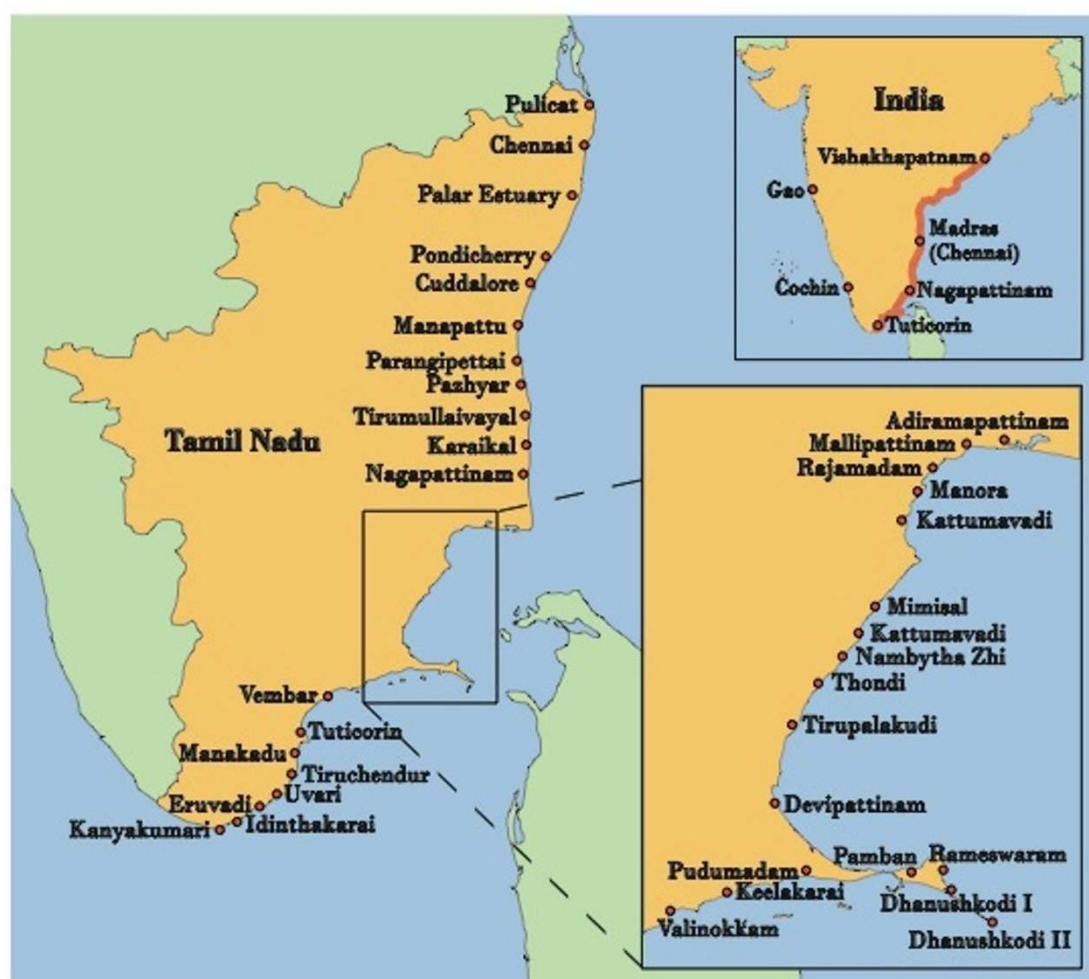 Pulicat
Chennai
Palar Estuary
Pondicherry
Cuddalore
Manapattu
Parangipettai
Pazhyar
Tirumullaivayal
Karaikal
Nagapattinam
Tamil Nadu
Vembar
Tuticorin
Manakadu
Tiruchendur
Uvari
Eruvadi
Idinthakarai
Kanyakumari
India
Vishakhapatnam
Gao
Madras
(Chennai)
Cochin
Nagapattinam
Tuticorin
Adiramapattinam
Mallipattinam
Rajamadam
Manora
Kattumavadi
Mimisal
Kattumavadi
Nambytha Zhi
Thondi
Tirupalakudi
Devipattinam
Pamban
Rameswaram
Pudumadam
Keelakarai
Dhanushkodi I
Valinokkam
Dhanushkodi II